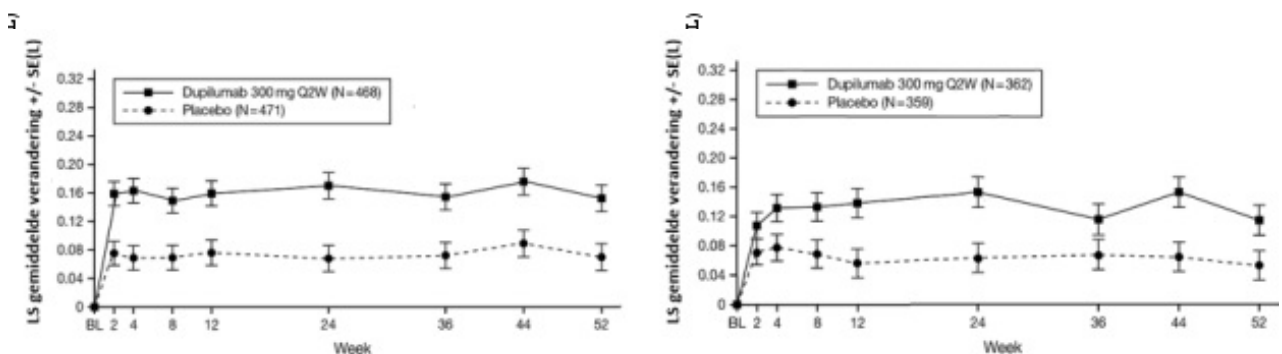 L)
LS gemiddelde verandering +/- SE(L)
0.32
0.28
0.24
0.20
0.16
0.12
0.08
0.04
0
Dupilumab 300 mg Q2W (N=468)
Placebo (N=471)
BL 2 4 8 12 24 36 44 52
Week
L)
LS gemiddelde verandering +/- SE(L)
0.32
0.28
0.24
0.20
0.16
0.12
0.08
0.04
0
Dupilumab 300 mg Q2W (N=362)
Placebo (N=359)
BL 2 4 8 12 24 36 44 52
Week